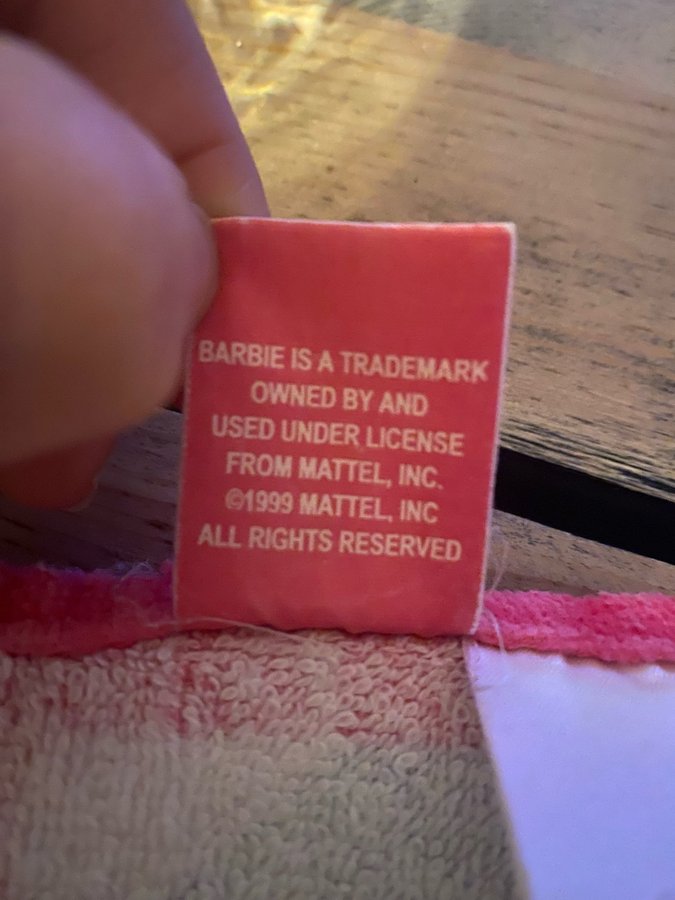 BARBIE IS A TRADEMARK
OWNED BY AND
USED UNDER LICENSE
FROM MATTEL, INC.
©1999 MATTEL, INC
ALL RIGHTS RESERVED